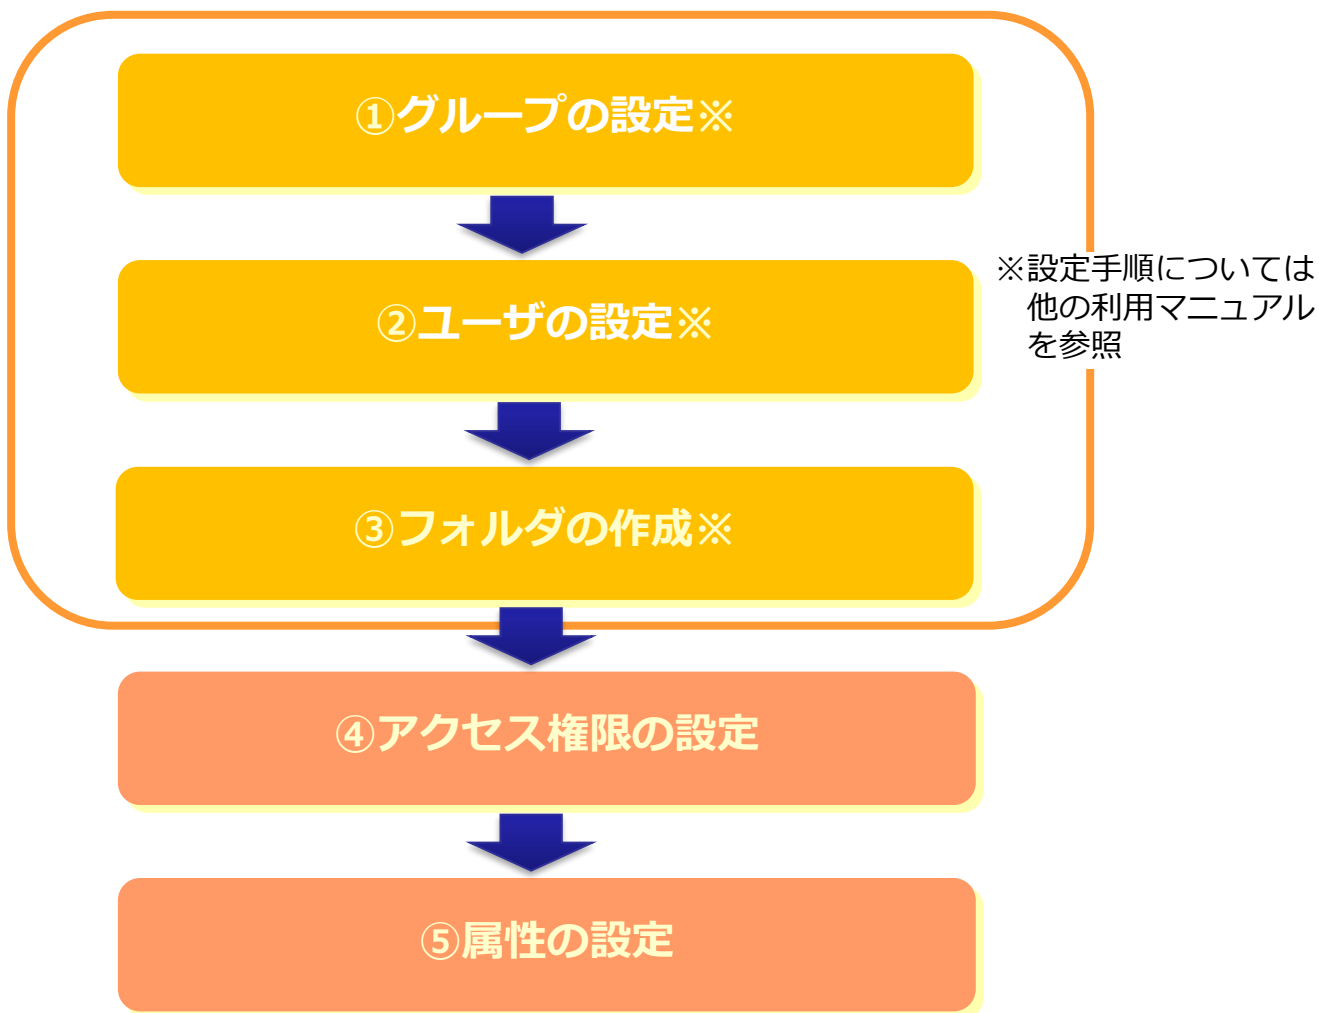 ①グループの設定※
②ユーザの設定※
※設定手順については
他の利用マニュアル
を参照
③フォルダの作成※
④アクセス権限の設定
⑤属性の設定